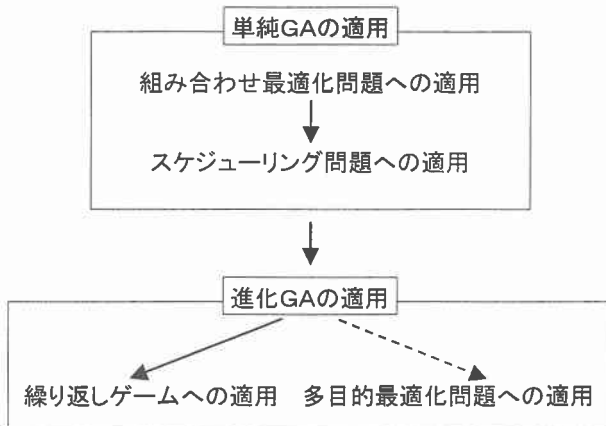 単純GAの適用
組み合わせ最適化問題への適用
スケジューリング問題への適用
進化GAの適用
繰り返しゲームへの適用
多目的最適化問題への適用